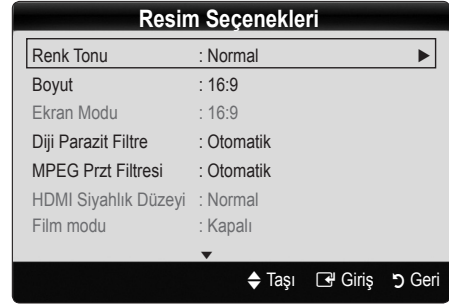 Resim Seçenekleri
Renk Tonu : Normal ►
Boyut : 16:9
Ekran Modu : 16:9
Diji Parazit Filtre : Otomatik
MPEG Przt Filtresi : Otomatik
HDMI Siyahlık Düzeyi : Normal
Film modu : Kapalı
▼
Taşı Giriş Geri